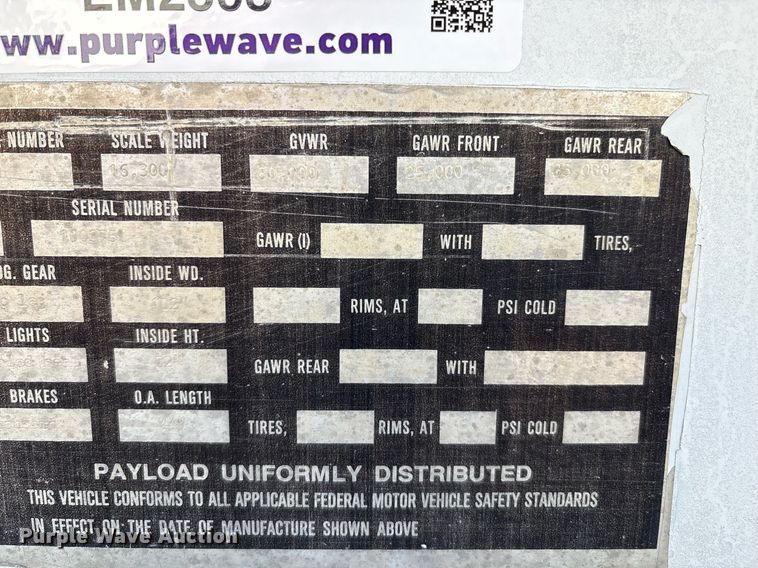 www.purplewave.com
NUMBER SCALE WEIGHT GVWR GAWR FRONT GAWR REAR
16,300
SERIAL NUMBER
GAWR (I) WITH TIRES,
GEAR INSIDE WD.
RIMS, AT PSI COLD
LIGHTS INSIDE HT.
GAWR REAR WITH
BRAKES O.A. LENGTH
TIRES, RIMS, AT PSI COLD
PAYLOAD UNIFORMLY DISTRIBUTED
THIS VEHICLE CONFORMS TO ALL APPLICABLE FEDERAL MOTOR VEHICLE SAFETY STANDARDS
IN EFFECT ON THE DATE OF MANUFACTURE SHOWN ABOVE
Purple Wave Auction